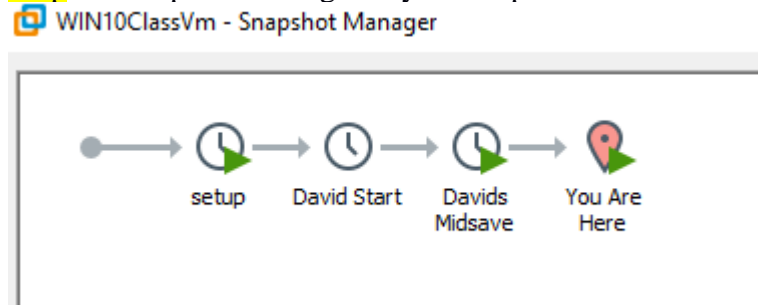 WIN10ClassVm - Snapshot Manager
setup
David Start
Davids
Midsave
You Are
Here